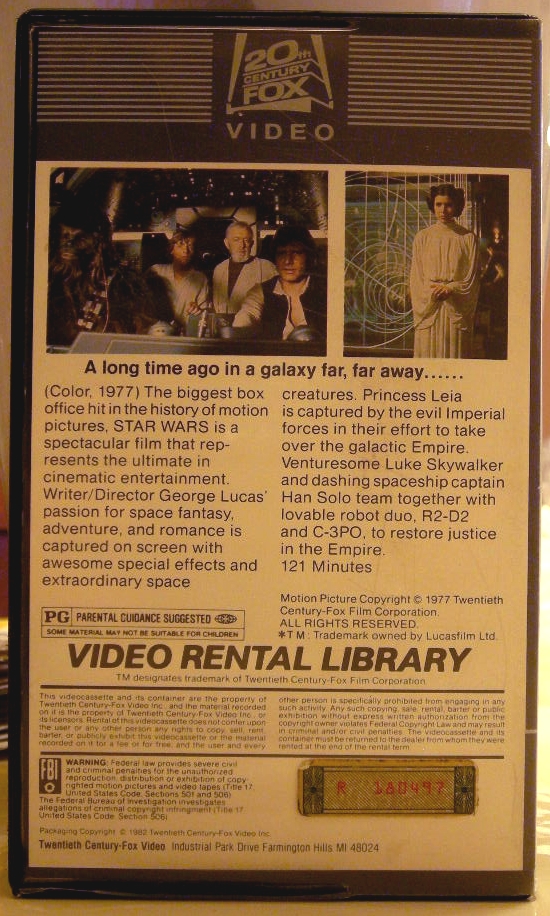 20th
CENTURY
FOX
VIDEO
A long time ago in a galaxy far, far away......
(Color, 1977) The biggest box
office hit in the history of motion
pictures, STAR WARS is a
spectacular film that rep-
resents the ultimate in
cinematic entertainment.
Writer/Director George Lucas'
passion for space fantasy,
adventure, and romance is
captured on screen with
awesome special effects and
extraordinary space
creatures. Princess Leia
is captured by the evil Imperial
forces in their effort to take
over the galactic Empire.
Venturesome Luke Skywalker
and dashing spaceship captain
Han Solo team together with
lovable robot duo, R2-D2
and C-3PO, to restore justice
in the Empire.
121 Minutes
Motion Picture Copyright © 1977 Twentieth
Century-Fox Film Corporation.
ALL RIGHTS RESERVED.
*TM: Trademark owned by Lucasfilm Ltd.
PG PARENTAL GUIDANCE SUGGESTED
SOME MATERIAL MAY NOT BE SUITABLE FOR CHILDREN
VIDEO RENTAL LIBRARY
TM designates trademark of Twentieth Century-Fox Film Corporation.
This videocassette and its container are the property of
Twentieth Century-Fox Video Inc., and the material recorded
on it is the property of Twentieth Century-Fox Video Inc., or
its licensors. Rental of this videocassette does not confer upon
the user or any other person any rights to copy, sell, rent,
barter, or publicly exhibit this videocassette or the material
recorded on it for a fee or for free, and the user and every
other person is specifically prohibited from engaging in any
such activity. Any such copying, sale, rental, barter or public
exhibition without express written authorization from the
copyright owner violates Federal Copyright Law and may result
in criminal and/or civil penalties. The videocassette and its
container must be returned to the dealer from whom they were
rented at the end of the rental term.
FBI
WARNING: Federal law provides severe civil
and criminal penalties for the unauthorized
reproduction, distribution or exhibition of copy-
righted motion pictures and video tapes (Title 17,
United States Code, Sections 501 and 506)
The Federal Bureau of Investigation investigates
allegations of criminal copyright infringment (Title 17,
United States Code, Section 506)
R 180497
Packaging Copyright © 1982 Twentieth Century-Fox Video Inc.
Twentieth Century-Fox Video Industrial Park Drive Farmington Hills MI 48024